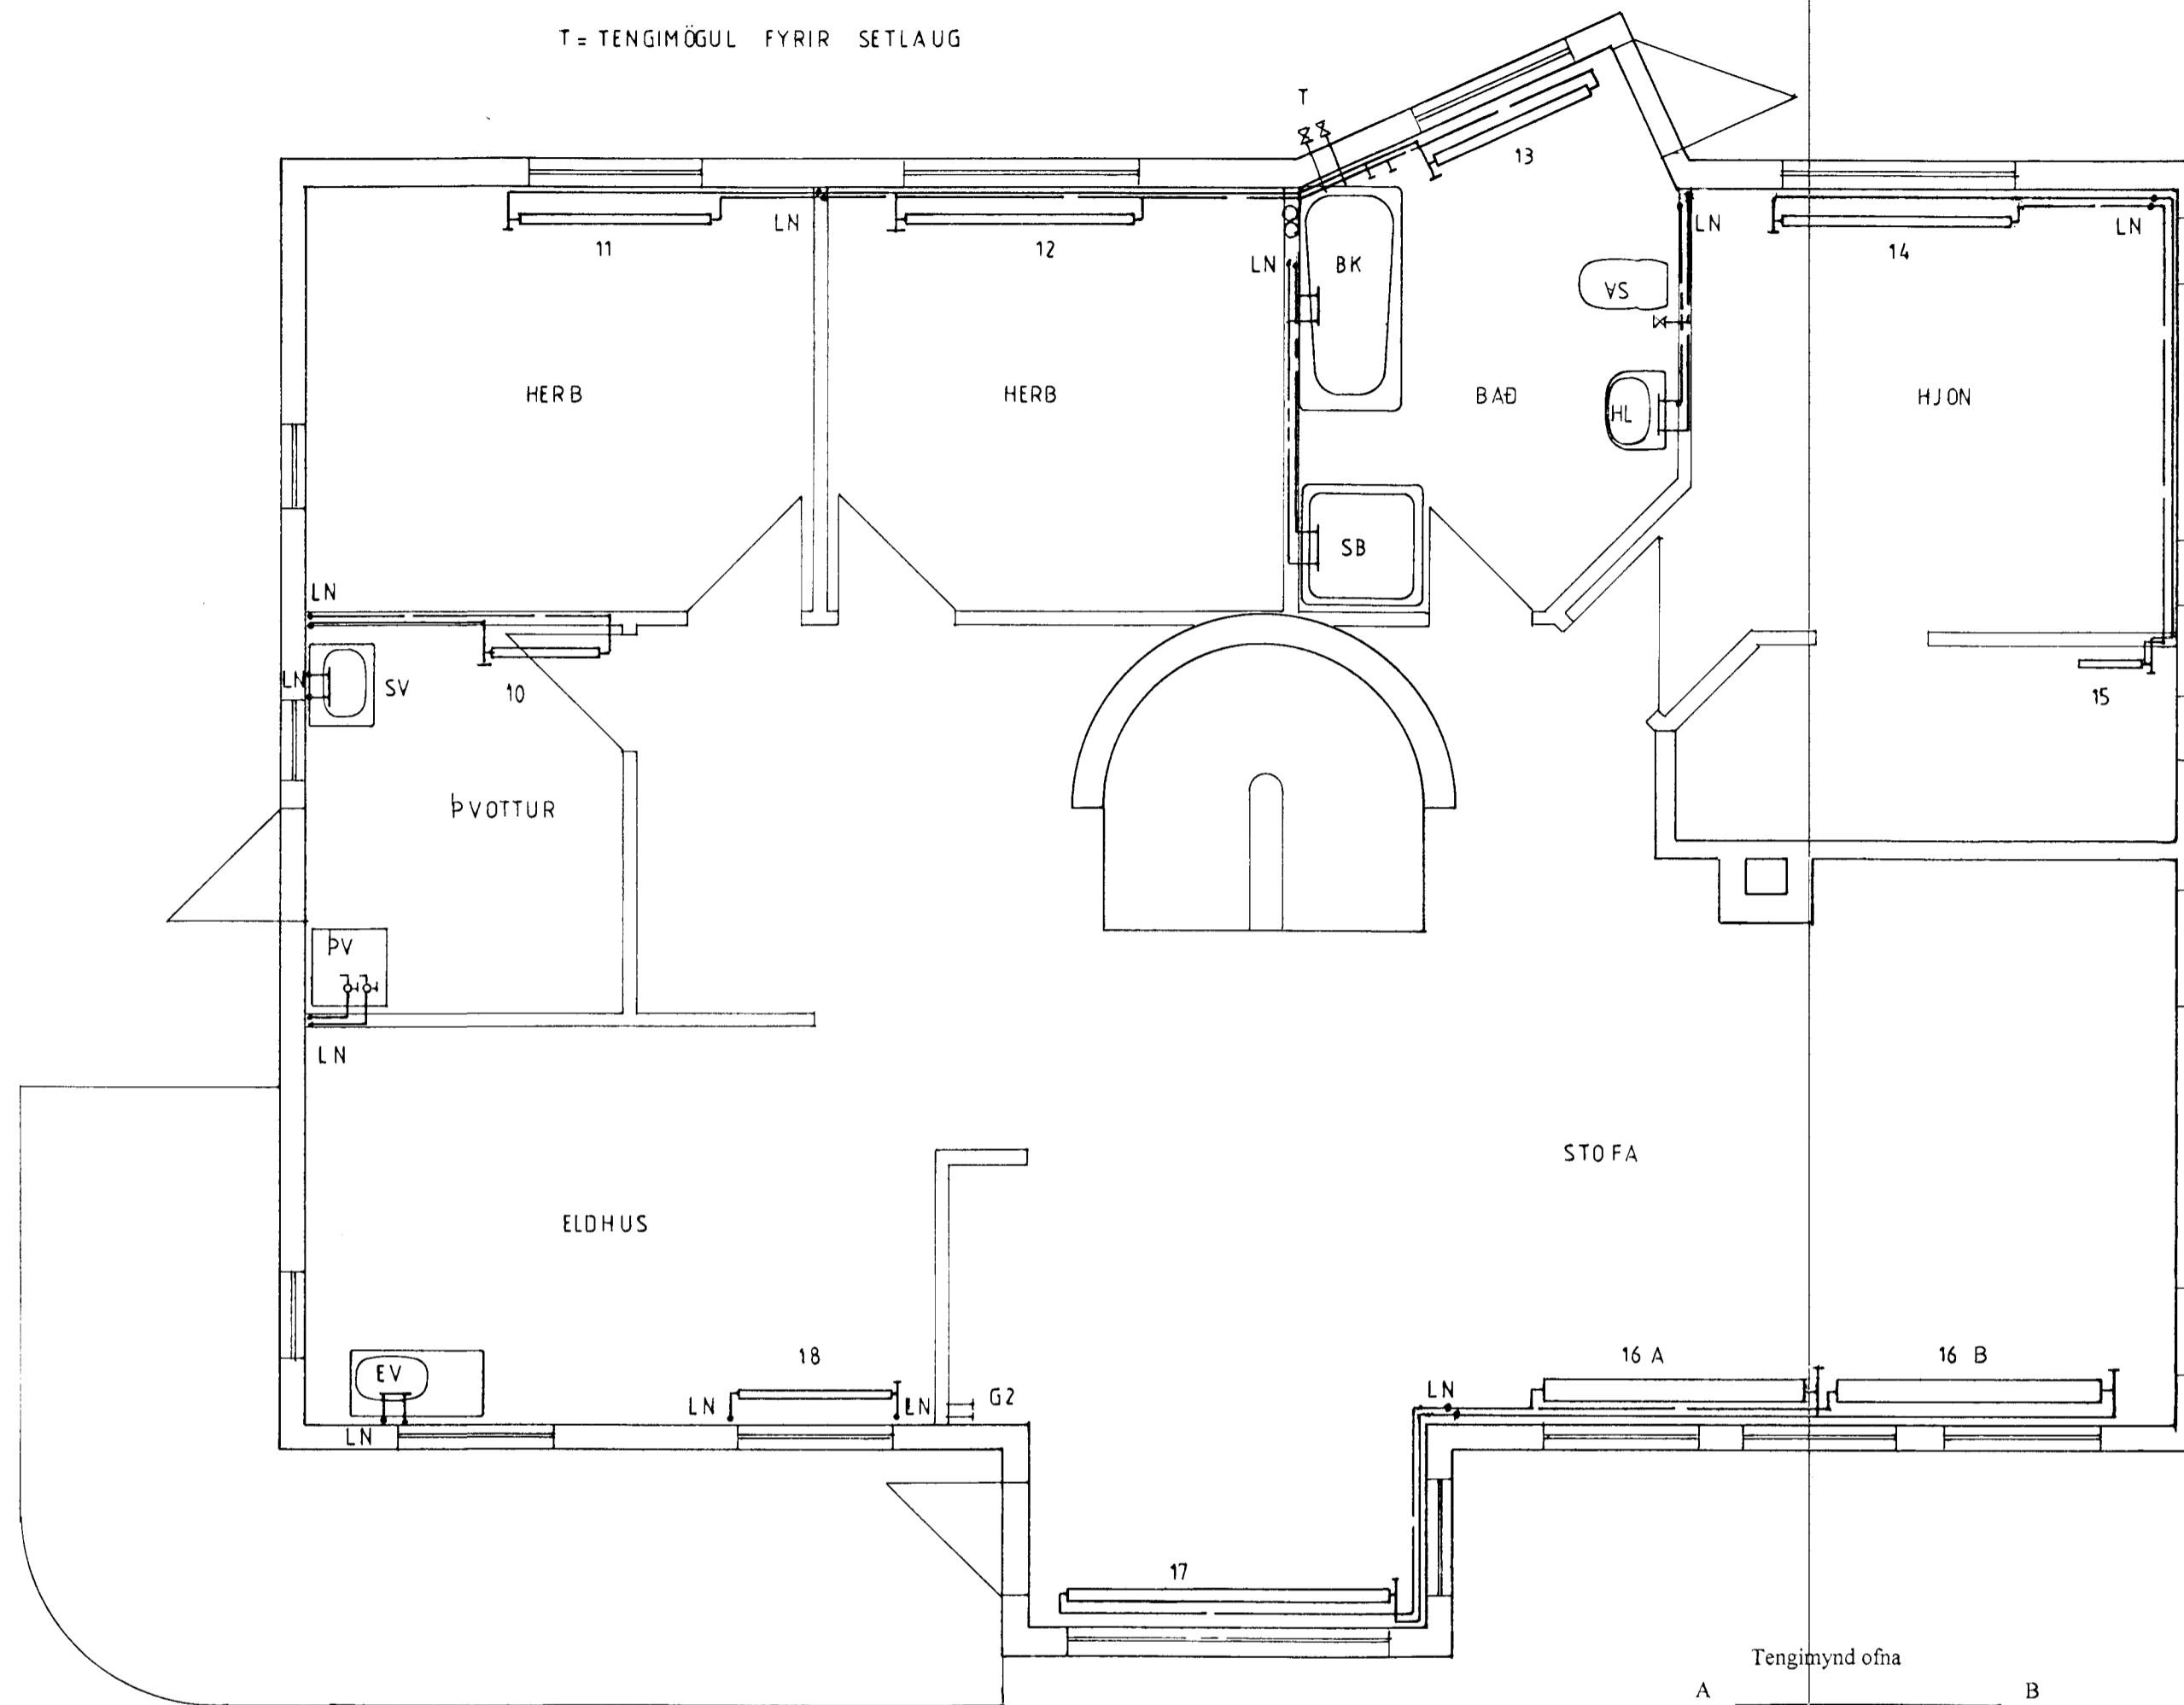 T = TENGIMÖGUL FYRIR SETLAUG
T
13
11
LN
12
LN
BK
VS
LN
14
LN
HERB
HERB
BAÐ
HL
HJON
SB
LN
LN
SV
10
15
ÞVOTTUR
ÞV
LN
STOFA
ELDHUS
EV
LN
18
LN
LN
G2
LN
16 A
16 B
17
Tengimynd ofna
A
B